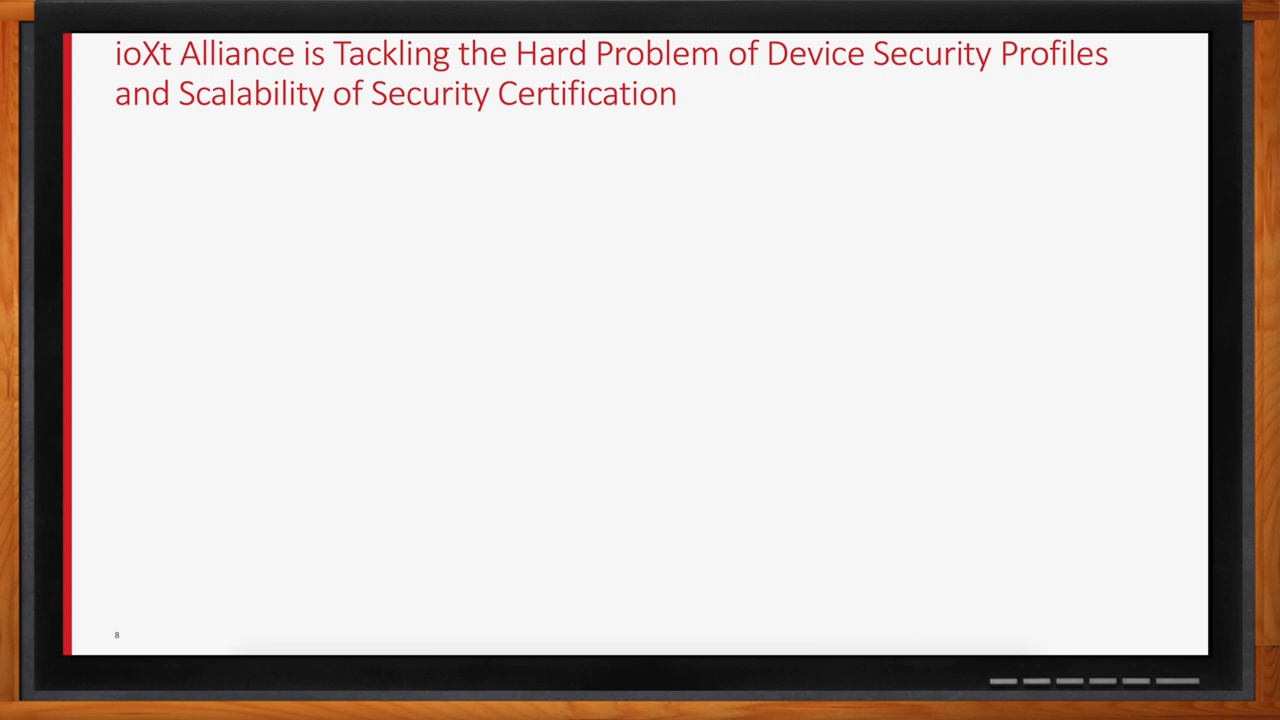 ioXt Alliance is Tackling the Hard Problem of Device Security Profiles
and Scalability of Security Certification
8